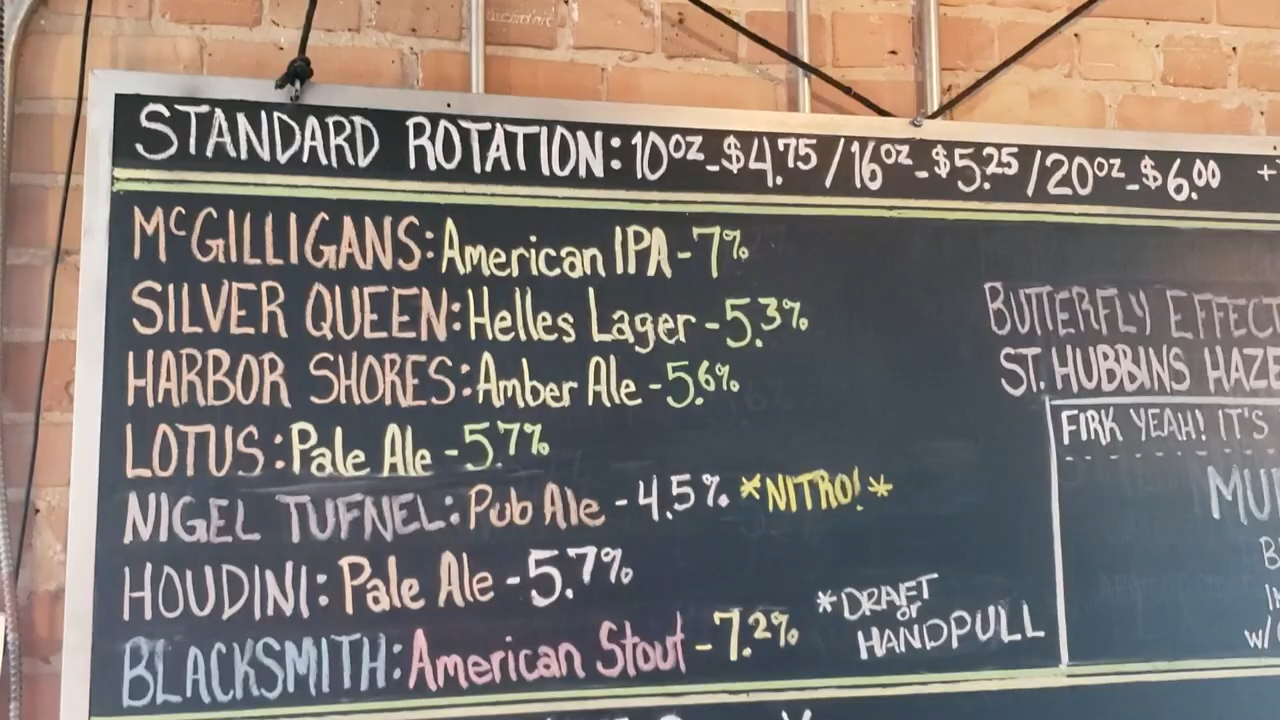 STANDARD ROTATION: 10OZ-$4.75/16OZ-$5.25/20OZ-$6.00 +
McGILLIGANS: American IPA-7%
SILVER QUEEN: Helles Lager-5.3%
HARBOR SHORES: Amber Ale-5.6%
LOTUS: Pale Ale-5.7%
NIGEL TUFNEL: Pub Ale-4.5% *NITRO!*
HOUDINI: Pale Ale-5.7%
BLACKSMITH: American Stout-7.2% *DRAFT or HANDPULL
BUTTERFLY EFFECT
ST. HUBBINS HAZE
FIRK YEAH! IT'S
W/